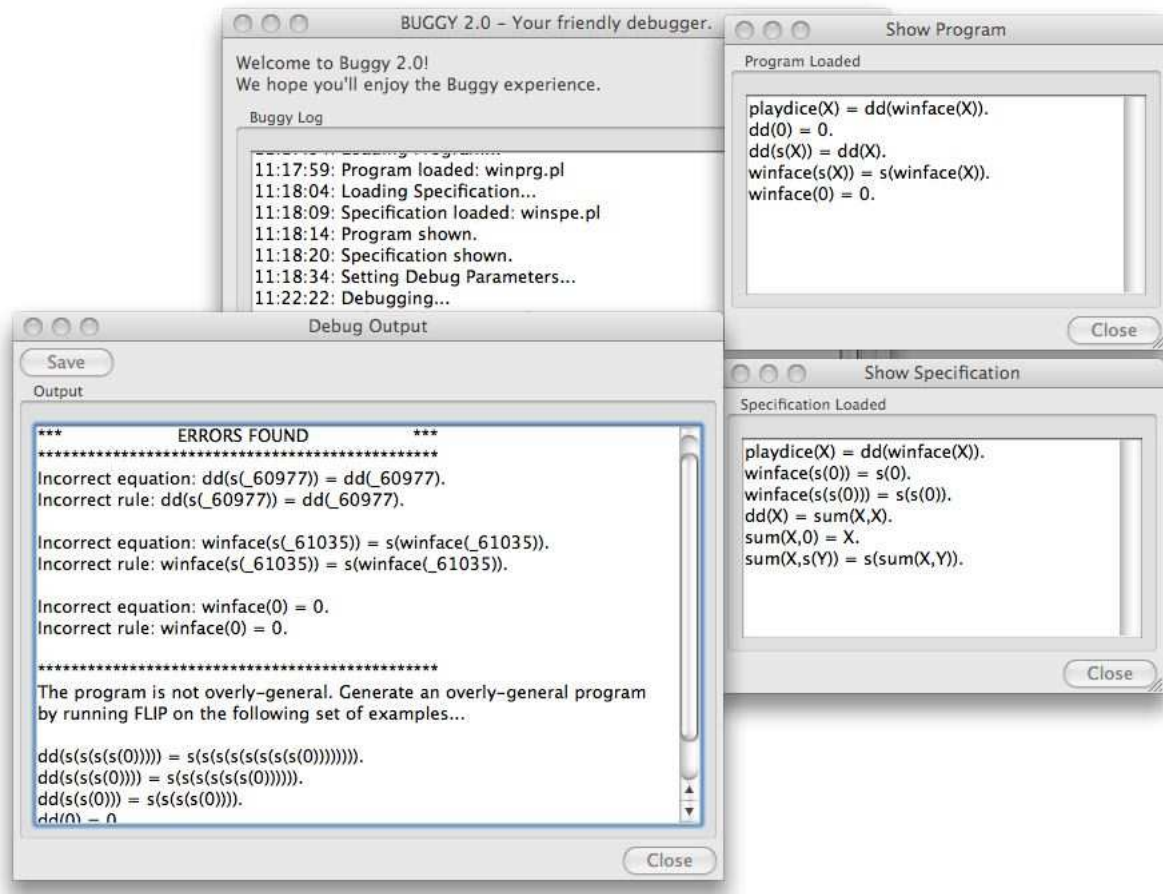 BUGGY 2.0 – Your friendly debugger.
Welcome to Buggy 2.0!
We hope you'll enjoy the Buggy experience.
Buggy Log
Loading Program...
11:17:59: Program loaded: winprg.pl
11:18:04: Loading Specification...
11:18:09: Specification loaded: winspe.pl
11:18:14: Program shown.
11:18:20: Specification shown.
11:18:34: Setting Debug Parameters...
11:22:22: Debugging...
Show Program
Program Loaded
playdice(X) = dd(winface(X)).
dd(0) = 0.
dd(s(X)) = dd(X).
winface(s(X)) = s(winface(X)).
winface(0) = 0.
Close
Debug Output
Save
Output
*** ERRORS FOUND ***
************************************************
Incorrect equation: dd(s(_60977)) = dd(_60977).
Incorrect rule: dd(s(_60977)) = dd(_60977).
Incorrect equation: winface(s(_61035)) = s(winface(_61035)).
Incorrect rule: winface(s(_61035)) = s(winface(_61035)).
Incorrect equation: winface(0) = 0.
Incorrect rule: winface(0) = 0.
************************************************
The program is not overly-general. Generate an overly-general program
by running FLIP on the following set of examples...
dd(s(s(s(s(0))))) = s(s(s(s(s(s(s(s(0)))))))).
dd(s(s(s(0)))) = s(s(s(s(s(s(0)))))).
dd(s(s(0))) = s(s(s(s(0)))).
dd(0) = 0
Close
Show Specification
Specification Loaded
playdice(X) = dd(winface(X)).
winface(s(0)) = s(0).
winface(s(s(0))) = s(s(0)).
dd(X) = sum(X,X).
sum(X,0) = X.
sum(X,s(Y)) = s(sum(X,Y)).
Close